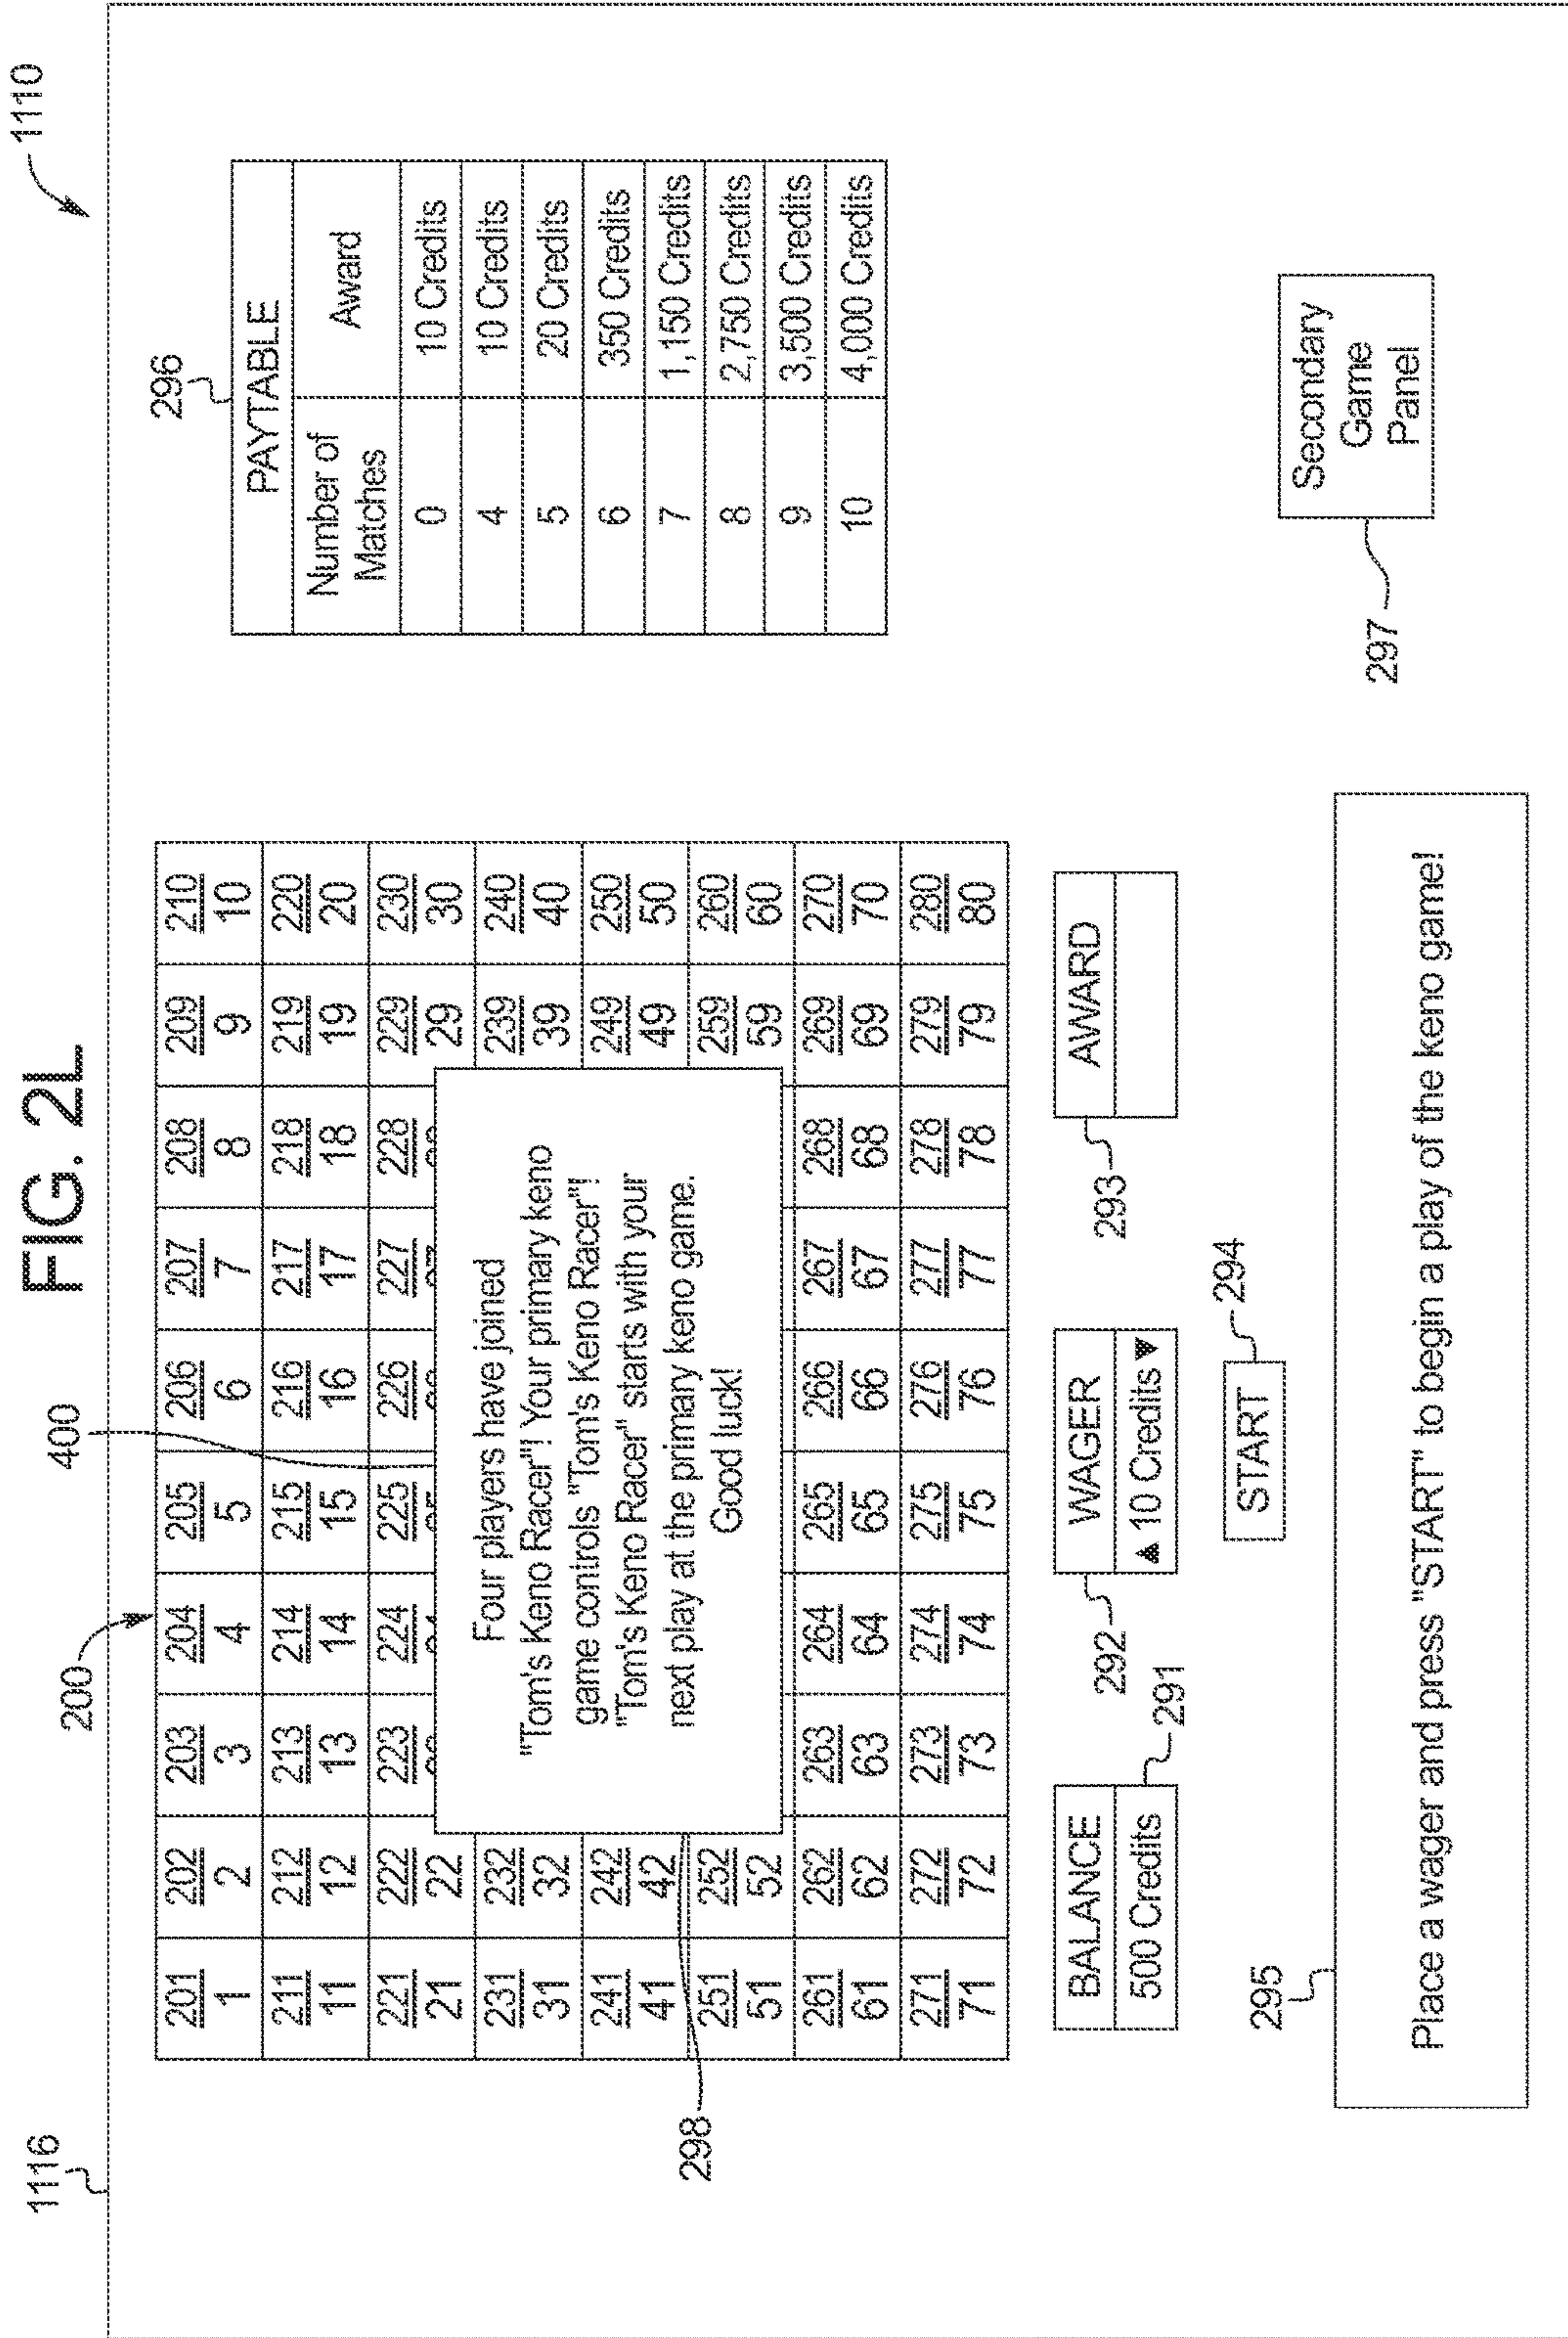 FIG. 2L
1116
200
400
1110
201 202 203 204 205 206 207 208 209 210
1 2 3 4 5 6 7 8 9 10
211 212 213 214 215 216 217 218 219 220
11 12 13 14 15 16 17 18 19 20
221 222 223 224 225 226 227 228 229 230
21 22 29 30
231 232 239 240
31 32 39 40
241 242 249 250
41 42 49 50
251 252 259 260
51 52 59 60
261 262 263 264 265 266 267 268 269 270
61 62 63 64 65 66 67 68 69 70
271 272 273 274 275 276 277 278 279 280
71 72 73 74 75 76 77 78 79 80
298
Four players have joined
"Tom's Keno Racer"! Your primary keno
game controls "Tom's Keno Racer"!
"Tom's Keno Racer" starts with your
next play at the primary keno game.
Good luck!
296
PAYTABLE
Number of
Matches
Award
0 10 Credits
4 10 Credits
5 20 Credits
6 350 Credits
7 1,150 Credits
8 2,750 Credits
9 3,500 Credits
10 4,000 Credits
BALANCE
500 Credits
291
292
WAGER
▲ 10 Credits ▼
293
AWARD
START
294
295
Place a wager and press "START" to begin a play of the keno game!
297
Secondary
Game
Panel